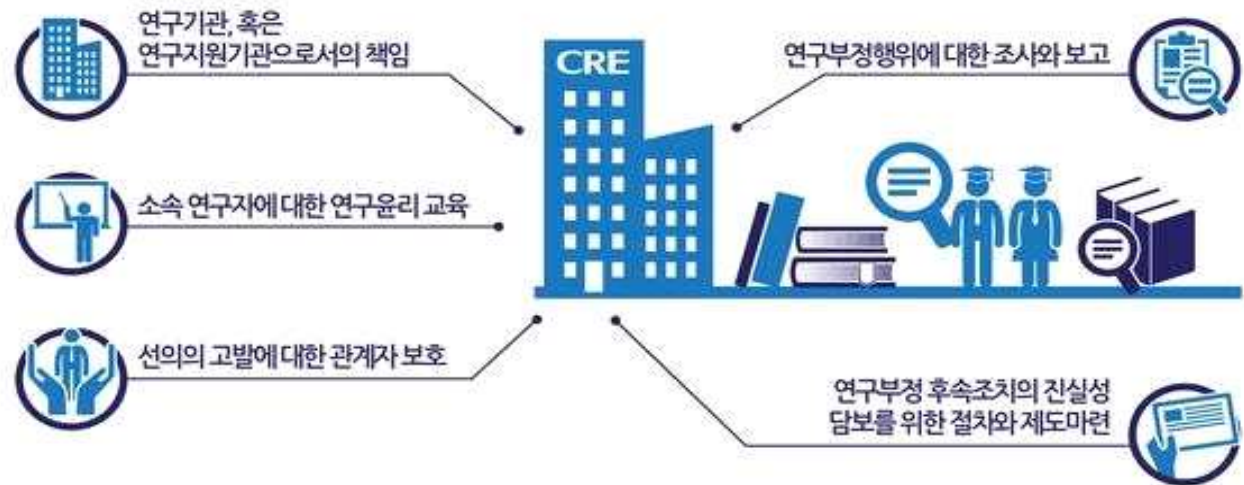 연구기관, 혹은
연구지원기관으로서의 책임
소속 연구자에 대한 연구윤리 교육
선의의 고발에 대한 관계자 보호
CRE
연구부정행위에 대한 조사와 보고
연구부정 후속조치의 진실성
담보를 위한 절차와 제도마련